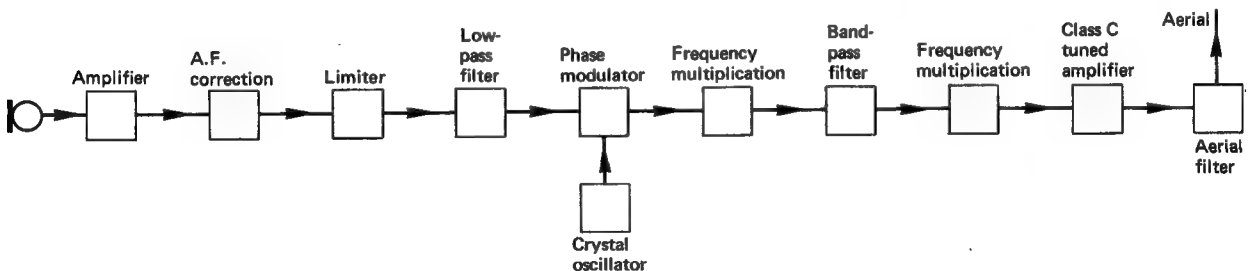 Amplifier
A.F.
correction
Limiter
Low-
pass
filter
Phase
modulator
Crystal
oscillator
Frequency
multiplication
Band-
pass
filter
Frequency
multiplication
Class C
tuned
amplifier
Aerial
Aerial
filter